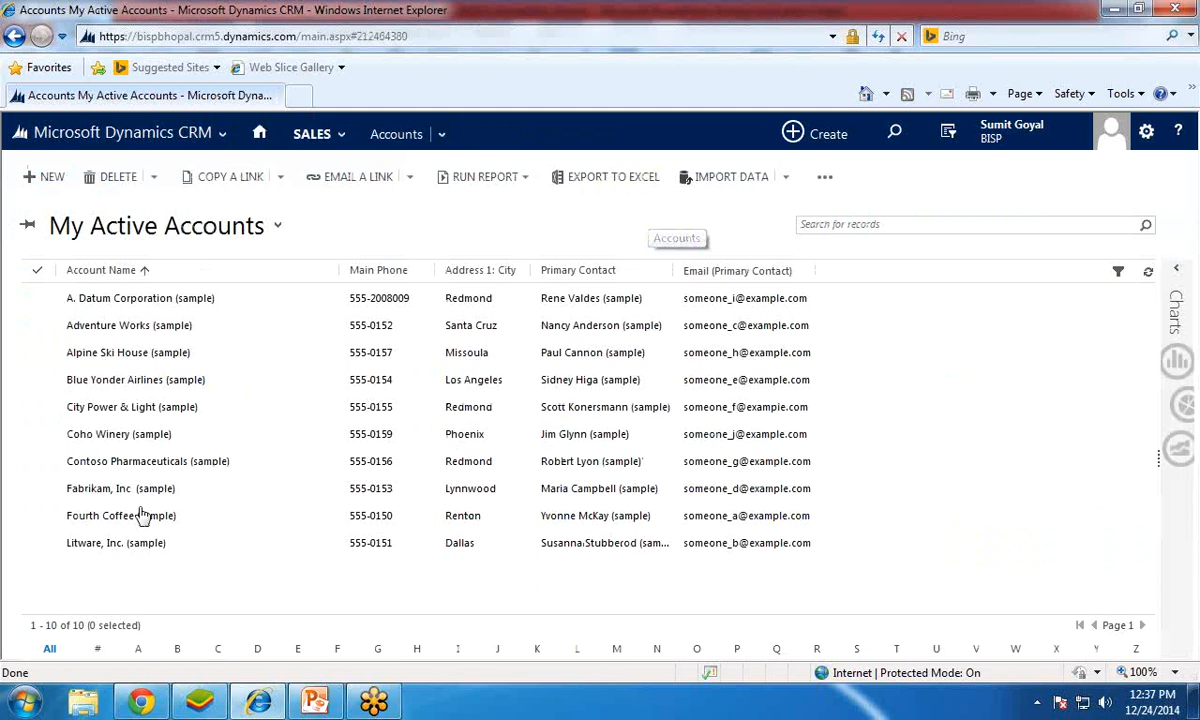 Accounts My Active Accounts - Microsoft Dynamics CRM - Windows Internet Explorer
https://bispbhopal.crm5.dynamics.com/main.aspx#212464380
Bing
Favorites Suggested Sites Web Slice Gallery
Accounts My Active Accounts - Microsoft Dyna...
Page Safety Tools
Microsoft Dynamics CRM SALES Accounts Create Sumit Goyal
BISP
?
NEW DELETE COPY A LINK EMAIL A LINK RUN REPORT EXPORT TO EXCEL IMPORT DATA
My Active Accounts
Search for records
Accounts
Account Name Main Phone Address 1: City Primary Contact Email (Primary Contact)
A. Datum Corporation (sample) 555-2008009 Redmond Rene Valdes (sample) someone_i@example.com
Adventure Works (sample) 555-0152 Santa Cruz Nancy Anderson (sample) someone_c@example.com
Alpine Ski House (sample) 555-0157 Missoula Paul Cannon (sample) someone_h@example.com
Blue Yonder Airlines (sample) 555-0154 Los Angeles Sidney Higa (sample) someone_e@example.com
City Power & Light (sample) 555-0155 Redmond Scott Konersmann (sample) someone_f@example.com
Coho Winery (sample) 555-0159 Phoenix Jim Glynn (sample) someone_j@example.com
Contoso Pharmaceuticals (sample) 555-0156 Redmond Robert Lyon (sample) someone_g@example.com
Fabrikam, Inc (sample) 555-0153 Lynnwood Maria Campbell (sample) someone_d@example.com
Fourth Coffee ample) 555-0150 Renton Yvonne McKay (sample) someone_a@example.com
Litware, Inc. (sample) 555-0151 Dallas Susanna Stubberod (sam... someone_b@example.com
Charts
1 - 10 of 10 (0 selected) Page 1
All # A B C D E F G H I J K L M N O P Q R S T U V W X Y Z
Done Internet | Protected Mode: On 100%
12:37 PM
12/24/2014